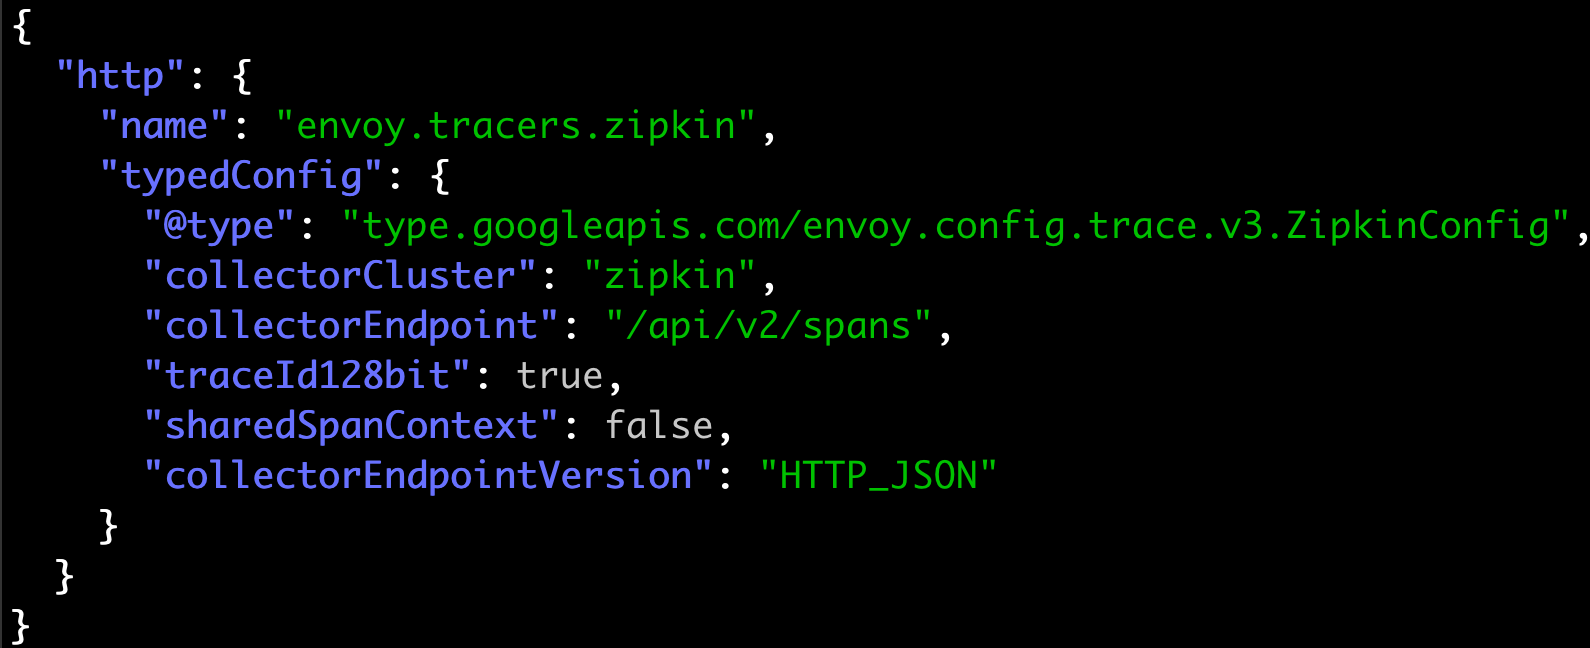 {
  "http": {
    "name": "envoy.tracers.zipkin",
    "typedConfig": {
      "@type": "type.googleapis.com/envoy.config.trace.v3.ZipkinConfig",
      "collectorCluster": "zipkin",
      "collectorEndpoint": "/api/v2/spans",
      "traceId128bit": true,
      "sharedSpanContext": false,
      "collectorEndpointVersion": "HTTP_JSON"
    }
  }
}